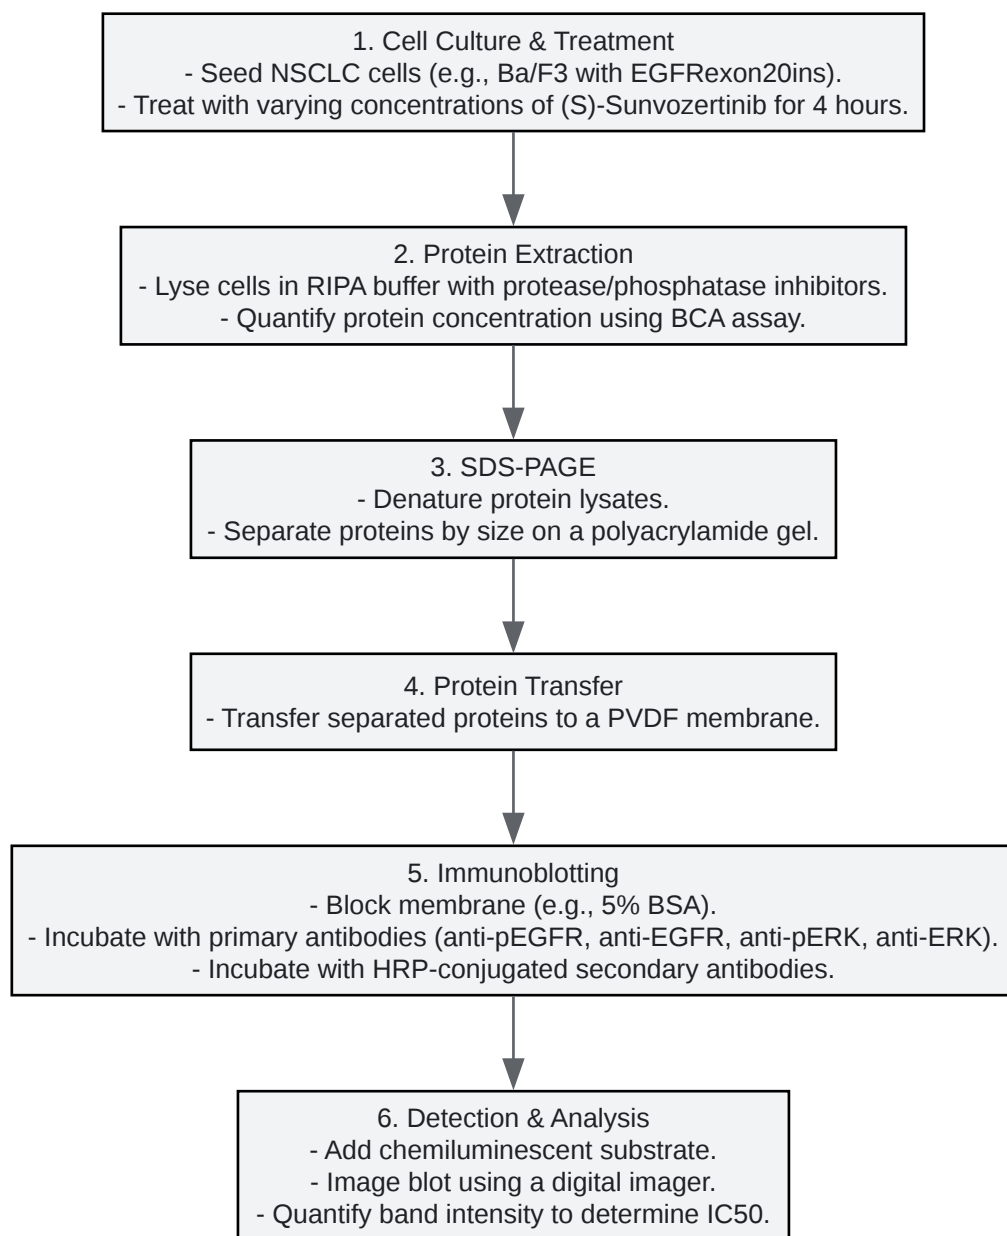 1. Cell Culture & Treatment
- Seed NSCLC cells (e.g., Ba/F3 with EGFRexon20ins).
- Treat with varying concentrations of (S)-Sunvozertinib for 4 hours.
2. Protein Extraction
- Lyse cells in RIPA buffer with protease/phosphatase inhibitors.
- Quantify protein concentration using BCA assay.
3. SDS-PAGE
- Denature protein lysates.
- Separate proteins by size on a polyacrylamide gel.
4. Protein Transfer
- Transfer separated proteins to a PVDF membrane.
5. Immunoblotting
- Block membrane (e.g., 5% BSA).
- Incubate with primary antibodies (anti-pEGFR, anti-EGFR, anti-pERK, anti-ERK).
- Incubate with HRP-conjugated secondary antibodies.
6. Detection & Analysis
- Add chemiluminescent substrate.
- Image blot using a digital imager.
- Quantify band intensity to determine IC50.